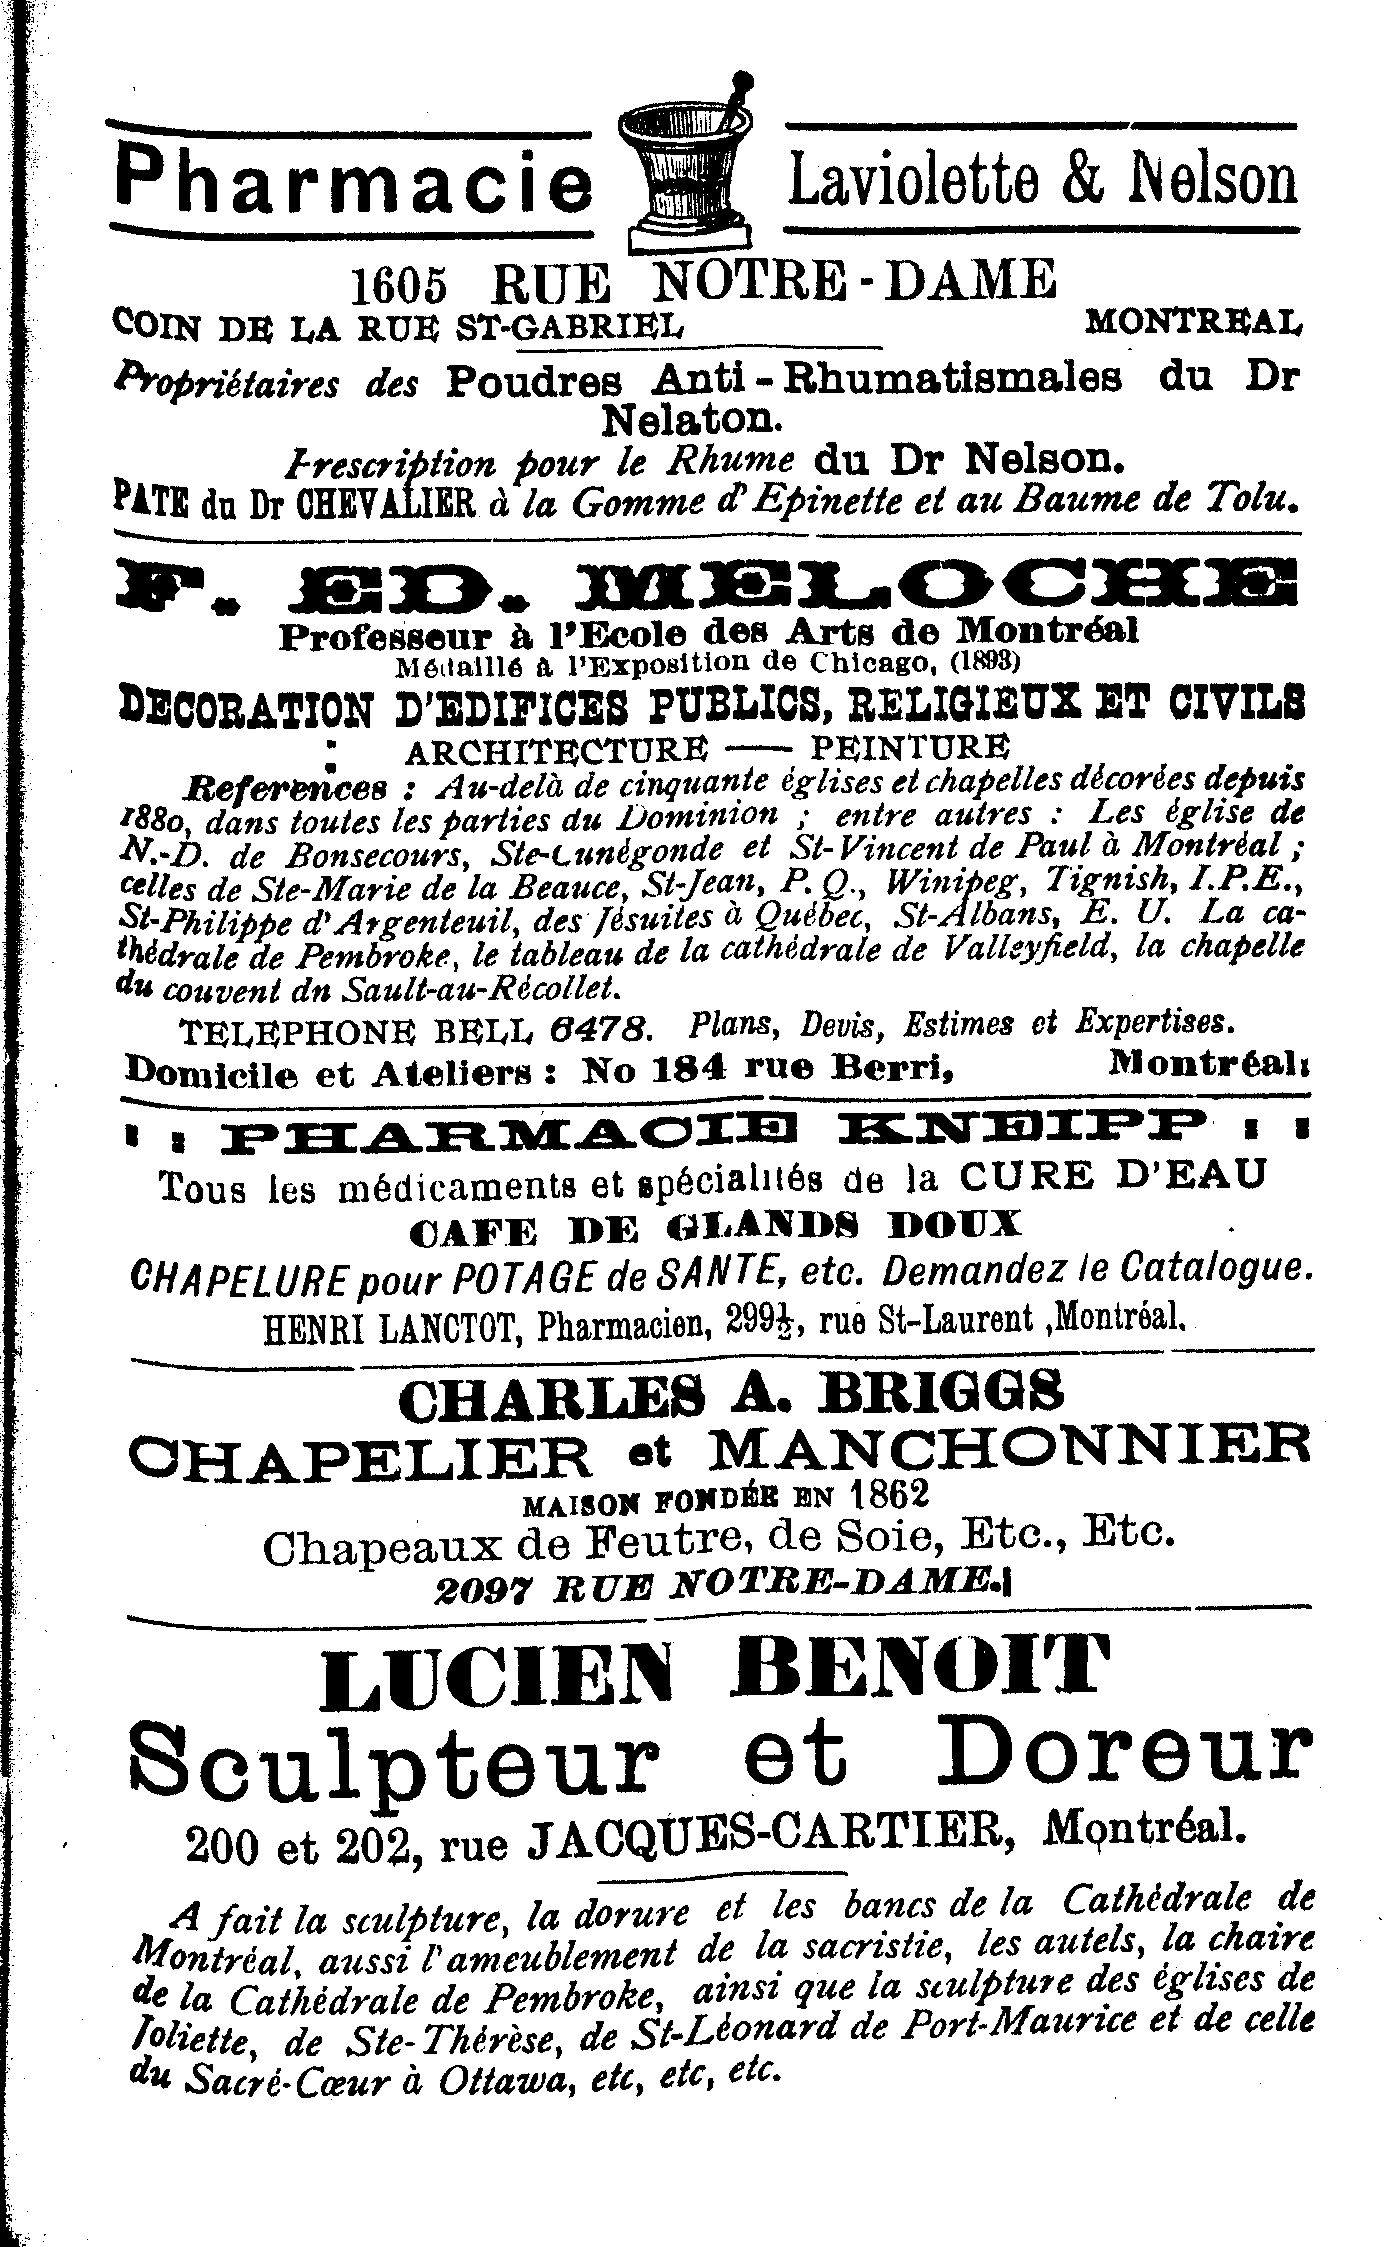 Pharmacie Laviolette & Nelson
1605 RUE NOTRE-DAME
COIN DE LA RUE ST-GABRIEL MONTREAL
Propriétaires des Poudres Anti-Rhumatismales du Dr
Nelaton.
Prescription pour le Rhume du Dr Nelson.
PATE du Dr CHEVALIER à la Gomme d'Epinette et au Baume de Tolu.
F. ED. MELOCHE
Professeur à l'Ecole des Arts de Montréal
Médaillé à l'Exposition de Chicago, (1893)
DECORATION D'EDIFICES PUBLICS, RELIGIEUX ET CIVILS
: ARCHITECTURE — PEINTURE
References : Au-delà de cinquante églises et chapelles décorées depuis
1880, dans toutes les parties du Dominion ; entre autres : Les église de
N.-D. de Bonsecours, Ste-Cunégonde et St-Vincent de Paul à Montréal ;
celles de Ste-Marie de la Beauce, St-Jean, P. Q., Winipeg, Tignish, I.P.E.,
St-Philippe d'Argenteuil, des Jésuites à Québec, St-Albans, E. U. La ca-
thédrale de Pembroke, le tableau de la cathédrale de Valleyfield, la chapelle
du couvent dn Sault-au-Récollet.
TELEPHONE BELL 6478. Plans, Devis, Estimes et Expertises.
Domicile et Ateliers : No 184 rue Berri, Montréal
PHARMACIE KNEIPP
Tous les médicaments et spécialités de la CURE D'EAU
CAFE DE GLANDS DOUX
CHAPELURE pour POTAGE de SANTE, etc. Demandez le Catalogue.
HENRI LANCTOT, Pharmacien, 299½, rue St-Laurent ,Montréal.
CHARLES A. BRIGGS
CHAPELIER et MANCHONNIER
MAISON FONDÉE EN 1862
Chapeaux de Feutre, de Soie, Etc., Etc.
2097 RUE NOTRE-DAME.
LUCIEN BENOIT
Sculpteur et Doreur
200 et 202, rue JACQUES-CARTIER, Montréal.
A fait la sculpture, la dorure et les bancs de la Cathédrale de
Montréal, aussi l'ameublement de la sacristie, les autels, la chaire
de la Cathédrale de Pembroke, ainsi que la sculpture des églises de
Joliette, de Ste-Thérèse, de St-Léonard de Port-Maurice et de celle
du Sacré-Cœur à Ottawa, etc, etc, etc.